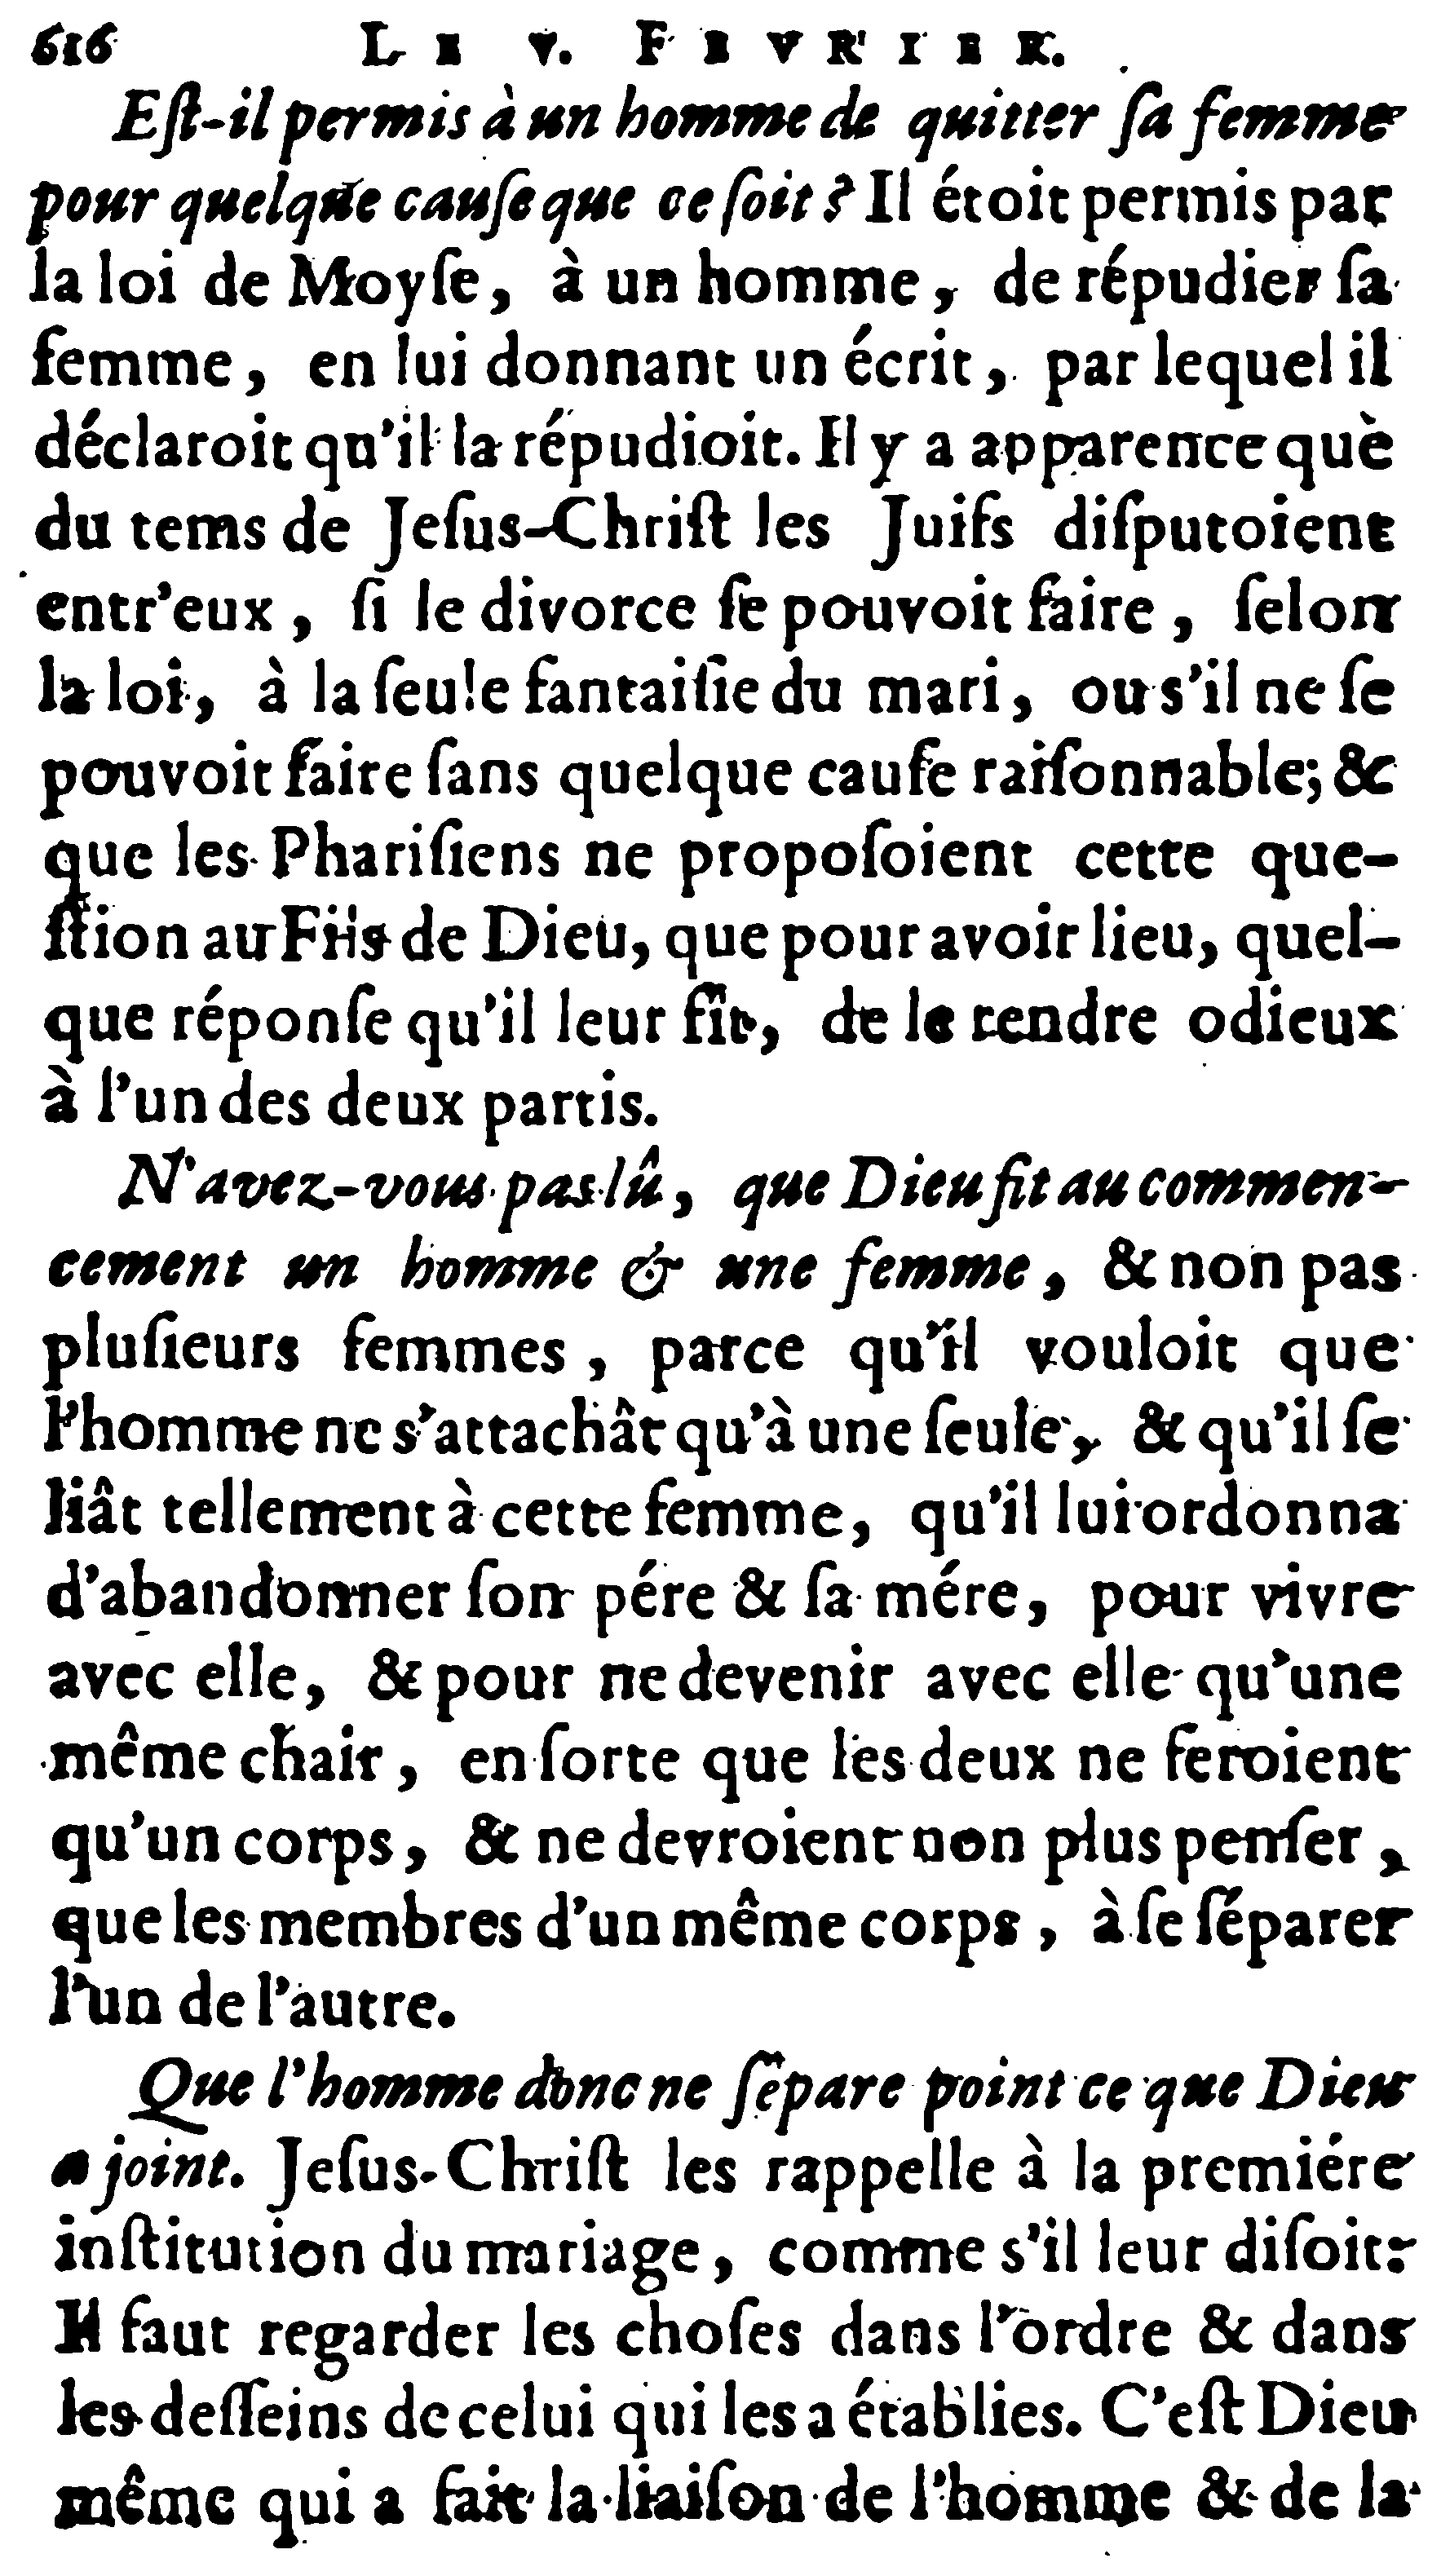 616 LE V. FEVRIER.
Eſt-il permis à un homme de quitter ſa femme
pour quelque cauſe que ce ſoit? Il étoit permis par
la loi de Moyſe, à un homme, de répudier ſa
femme, en lui donnant un écrit, par lequel il
déclaroit qu'il la répudioit. Il y a apparence que
du tems de Jeſus-Chriſt les Juifs diſputoient
entr'eux, ſi le divorce ſe pouvoit faire, ſelon
la loi, à la ſeule fantaiſie du mari, ou s'il ne ſe
pouvoit faire ſans quelque cauſe raiſonnable; &
que les Phariſiens ne propoſoient cette que-
ſtion au Fils de Dieu, que pour avoir lieu, quel-
que réponſe qu'il leur fît, de le rendre odieux
à l'un des deux partis.
N'avez-vous pas lû, que Dieu fit au commen-
cement un homme & une femme, & non pas
pluſieurs femmes, parce qu'il vouloit que
l'homme ne s'attachât qu'à une ſeule, & qu'il ſe
liât tellement à cette femme, qu'il lui ordonna
d'abandonner ſon pére & ſa mére, pour vivre
avec elle, & pour ne devenir avec elle qu'une
même chair, en ſorte que les deux ne feroient
qu'un corps, & ne devroient non plus penſer,
que les membres d'un même corps, à ſe ſéparer
l'un de l'autre.
Que l'homme donc ne ſépare point ce que Dieu
a joint. Jeſus-Chriſt les rappelle à la premiére
inſtitution du mariage, comme s'il leur diſoit:
Il faut regarder les choſes dans l'ordre & dans
les deſſeins de celui qui les a établies. C'eſt Dieu
même qui a fait la liaiſon de l'homme & de la